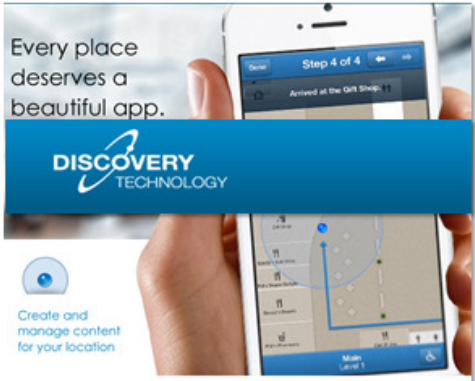 Every place
deserves a
beautiful app.
Done
Step 4 of 4
Arrived at the Gift Shop.
DISCOVERY
TECHNOLOGY
Create and
manage content
for your location
Main
Level 1